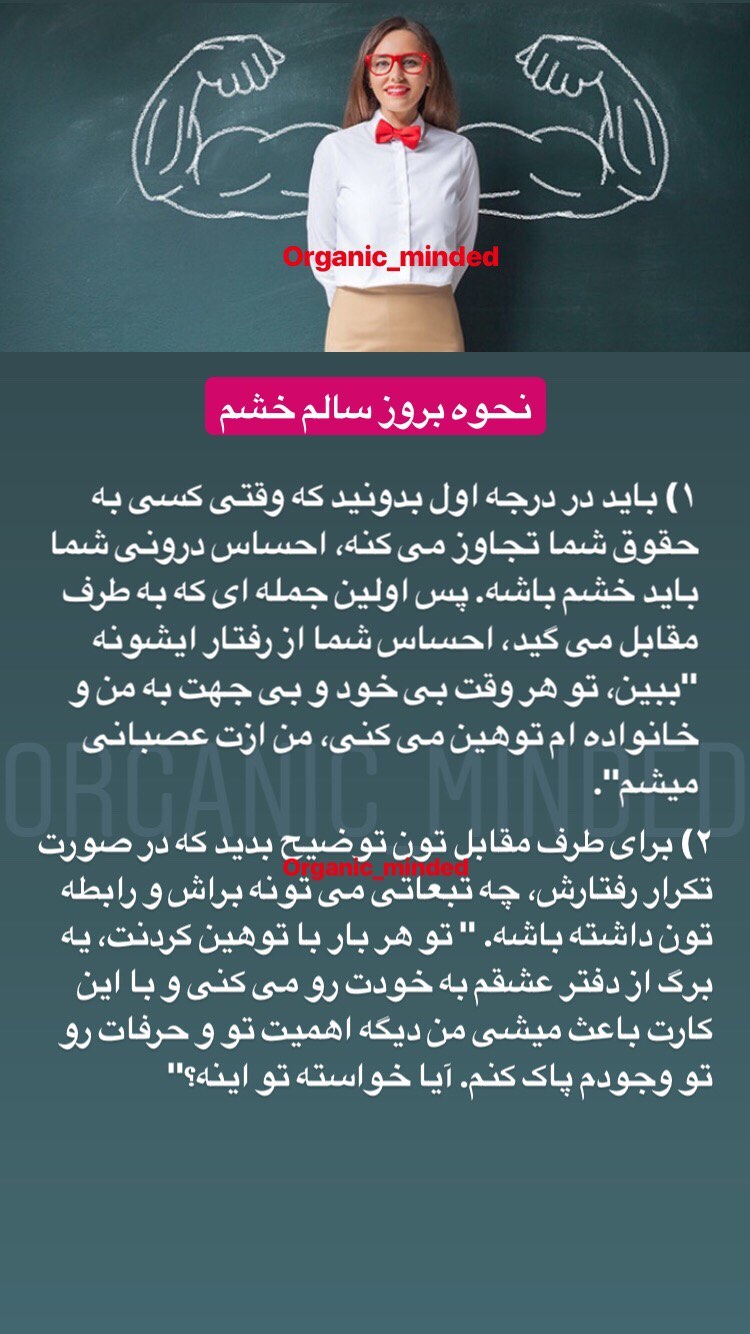 Organic_minded
نحوه بروز سالم خشم
۱) باید در درجه اول بدونید که وقتی کسی به
حقوق شما تجاوز می کنه، احساس درونی شما
باید خشم باشه. پس اولین جمله ای که به طرف
مقابل می گید، احساس شما از رفتار ایشونه
"ببین، تو هر وقت بی خود و بی جهت به من و
خانواده ام توهین می کنی، من ازت عصبانی
میشم".
ORGANIC_MINDED
۲) برای طرف مقابل تون توضیح بدید که در صورت
Organic_minded
تکرار رفتارش، چه تبعاتی می تونه براش و رابطه
تون داشته باشه. " تو هر بار با توهین کردنت، یه
برگ از دفتر عشقم به خودت رو می کنی و با این
کارت باعث میشی من دیگه اهمیت تو و حرفات رو
تو وجودم پاک کنم. آیا خواسته تو اینه؟"